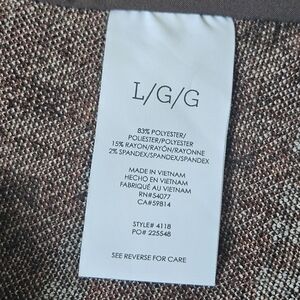 L/G/G
83% POLYESTER/
POLIESTER/POLYESTER
15% RAYON/RAYÓN/RAYONNE
2% SPANDEX/SPANDEX/SPANDEX
MADE IN VIETNAM
HECHO EN VIETNAM
FABRIQUÉ AU VIETNAM
RN#54077
CA#59814
STYLE# 4118
PO# 225548
SEE REVERSE FOR CARE